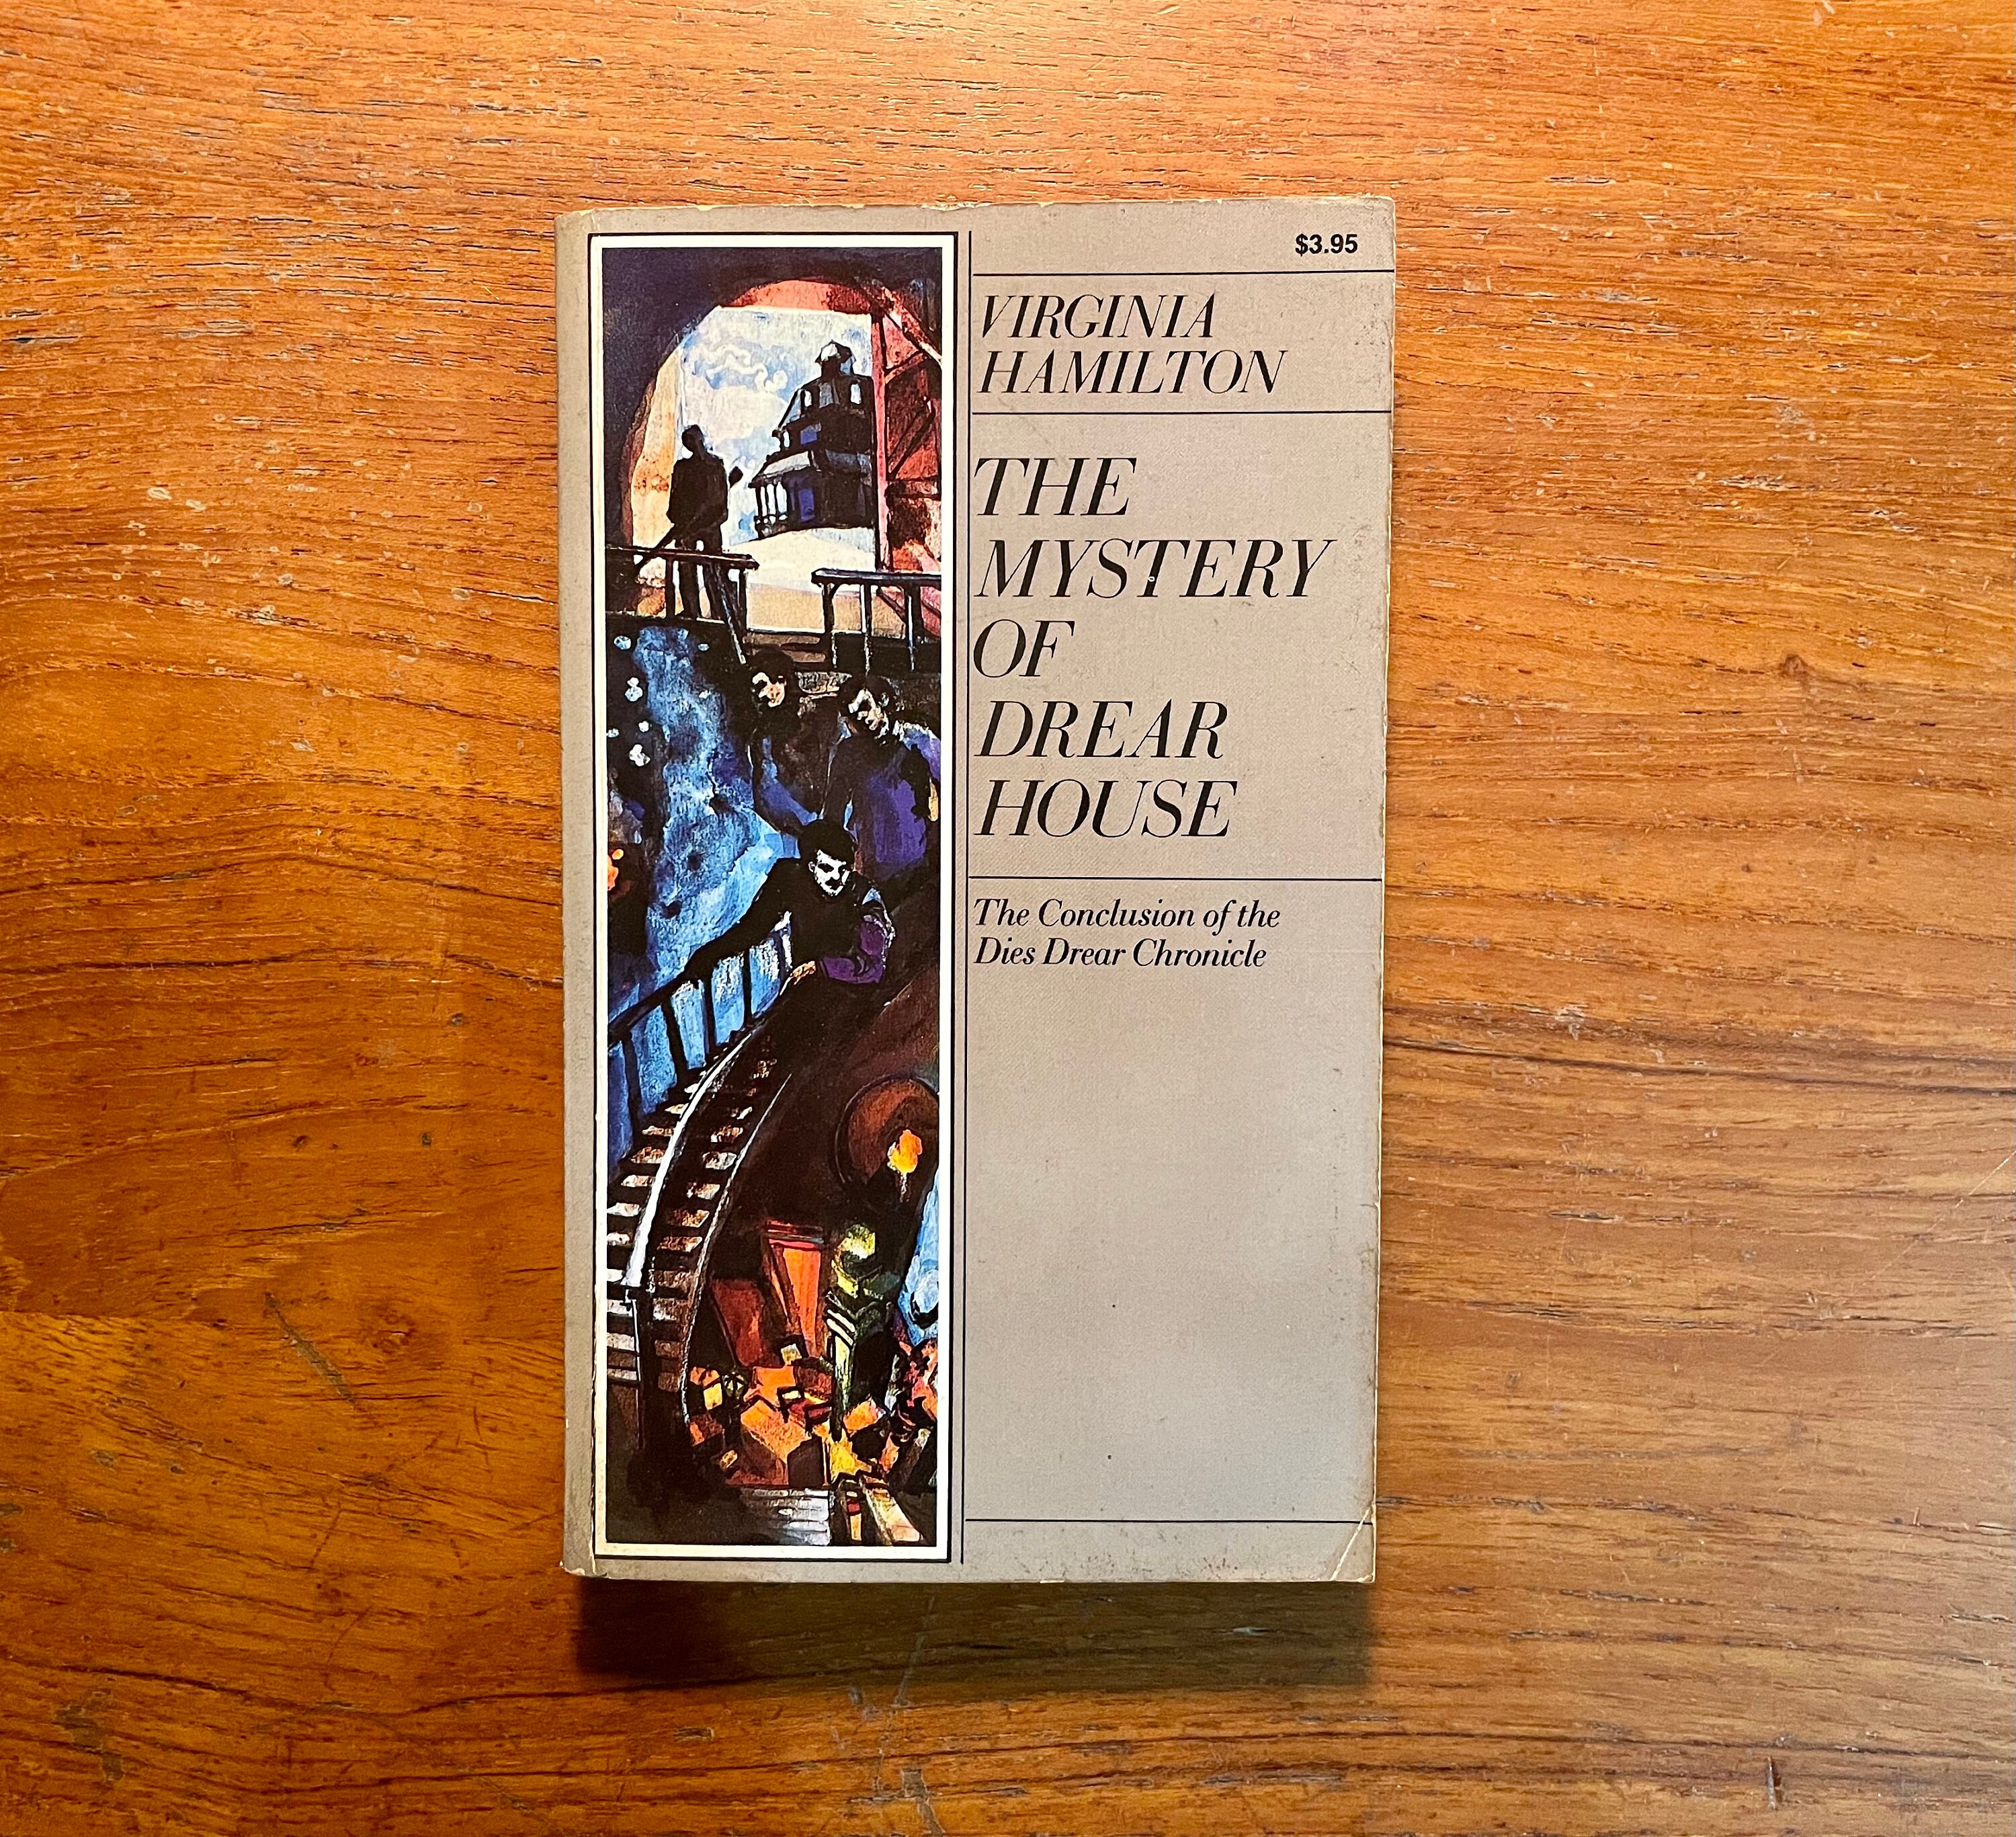 $3.95
VIRGINIA
HAMILTON
THE
MYSTERY
OF
DREAR
HOUSE
The Conclusion of the
Dies Drear Chronicle